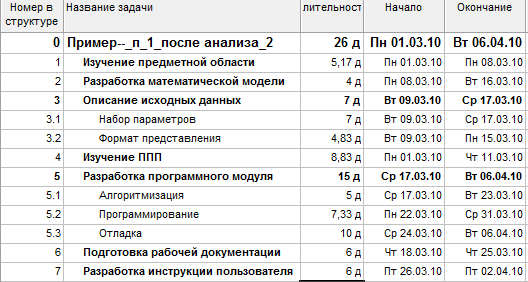 Номер в структуре Название задачи лительност Начало Окончание
0 Пример--_п_1_после анализа_2 26 д Пн 01.03.10 Вт 06.04.10
1 Изучение предметной области 5,17 д Пн 01.03.10 Пн 08.03.10
2 Разработка математической модели 4 д Пн 08.03.10 Вт 16.03.10
3 Описание исходных данных 7 д Вт 09.03.10 Ср 17.03.10
3.1 Набор параметров 7 д Вт 09.03.10 Ср 17.03.10
3.2 Формат представления 4,83 д Вт 09.03.10 Пн 15.03.10
4 Изучение ППП 8,83 д Пн 01.03.10 Чт 11.03.10
5 Разработка программного модуля 15 д Ср 17.03.10 Вт 06.04.10
5.1 Алгоритмизация 5 д Ср 17.03.10 Вт 23.03.10
5.2 Программирование 7,33 д Пн 22.03.10 Ср 31.03.10
5.3 Отладка 10 д Ср 24.03.10 Вт 06.04.10
6 Подготовка рабочей документации 6 д Чт 18.03.10 Чт 25.03.10
7 Разработка инструкции пользователя 6 д Пт 26.03.10 Пт 02.04.10